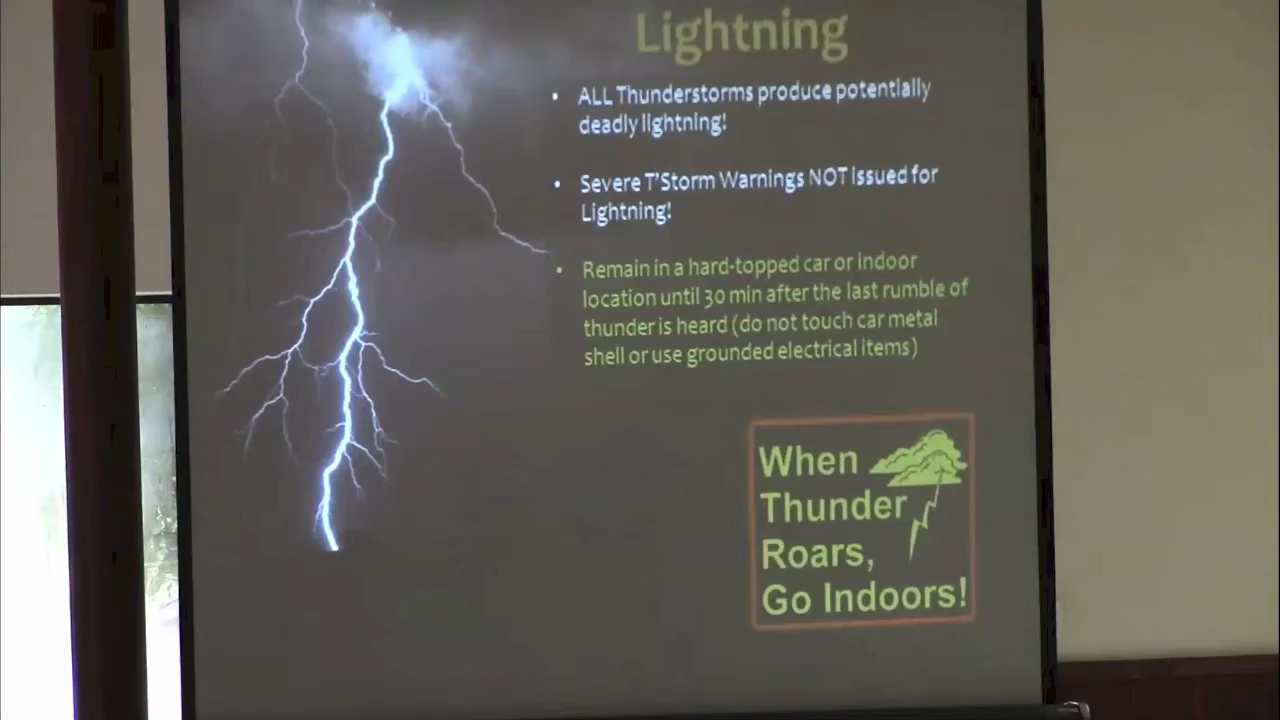 Lightning
• ALL Thunderstorms produce potentially
deadly lightning!
• Severe T'Storm Warnings NOT Issued for
Lightning!
• Remain in a hard-topped car or indoor
location until 30 min after the last rumble of
thunder is heard (do not touch car metal
shell or use grounded electrical items)
When
Thunder
Roars,
Go Indoors!